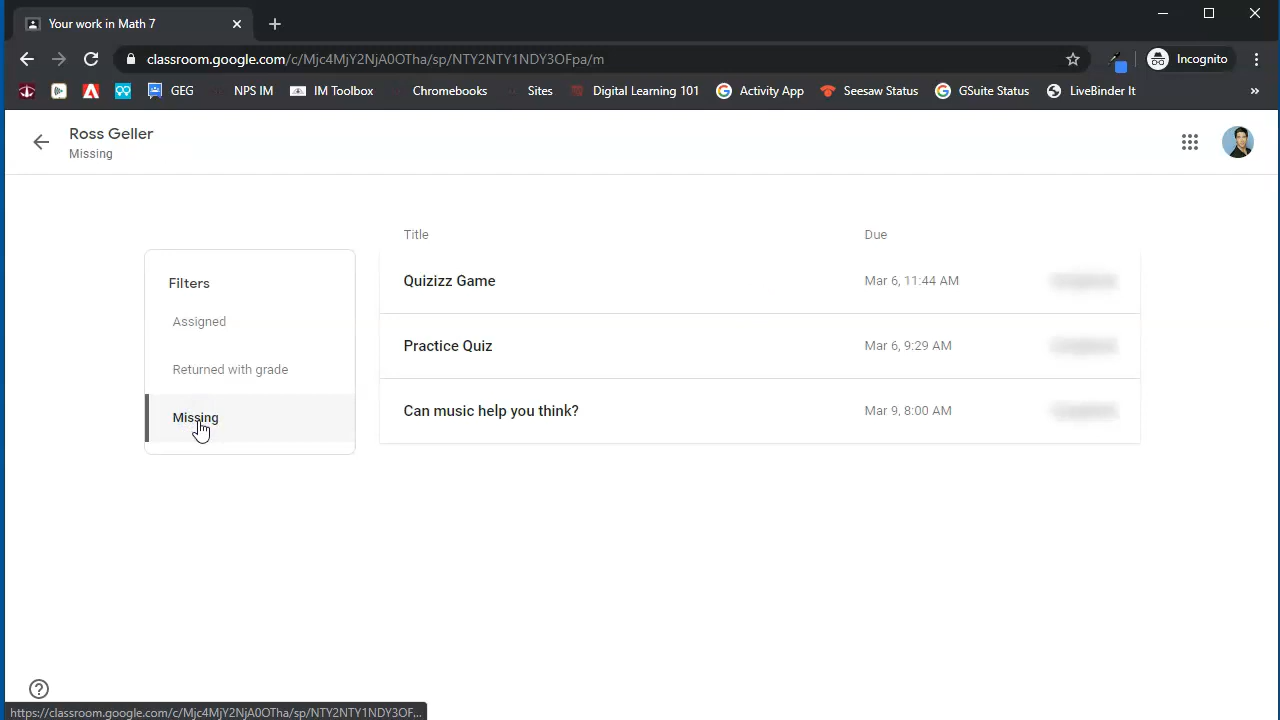 Your work in Math 7
classroom.google.com/c/Mjc4MjY2NjA0OTha/sp/NTY2NTY1NDY3OFpa/m
Incognito
GEG
NPS IM
IM Toolbox
Chromebooks
Sites
Digital Learning 101
Activity App
Seesaw Status
GSuite Status
LiveBinder It
Ross Geller
Missing
Title
Due
Filters
Quizizz Game
Mar 6, 11:44 AM
Assigned
Practice Quiz
Mar 6, 9:29 AM
Returned with grade
Can music help you think?
Mar 9, 8:00 AM
Missing
https://classroom.google.com/c/Mjc4MjY2NjA0OTha/sp/NTY2NTY1NDY3OF...